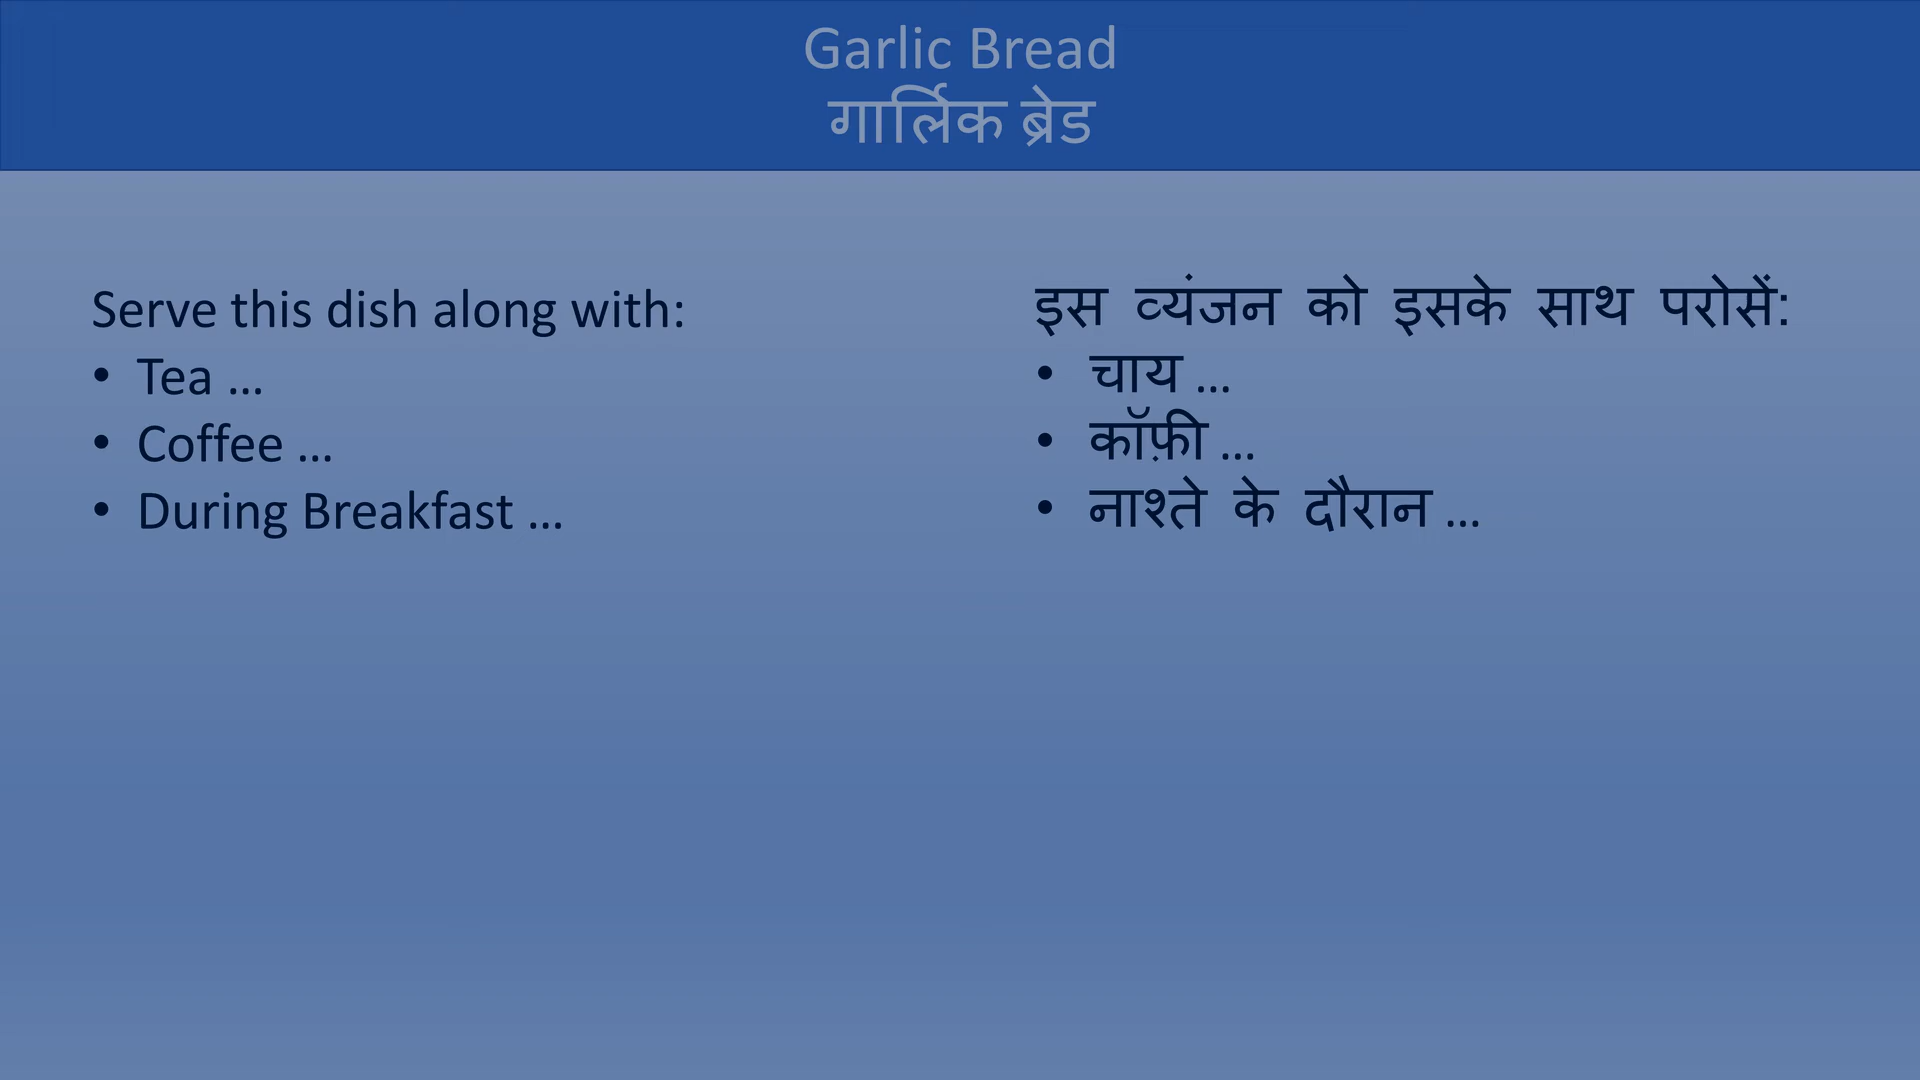 Garlic Bread
गार्लिक ब्रेड
Serve this dish along with:
• Tea ...
• Coffee ...
• During Breakfast ...
इस व्यंजन को इसके साथ परोसें:
• चाय ...
• कॉफ़ी ...
• नाश्ते के दौरान ...